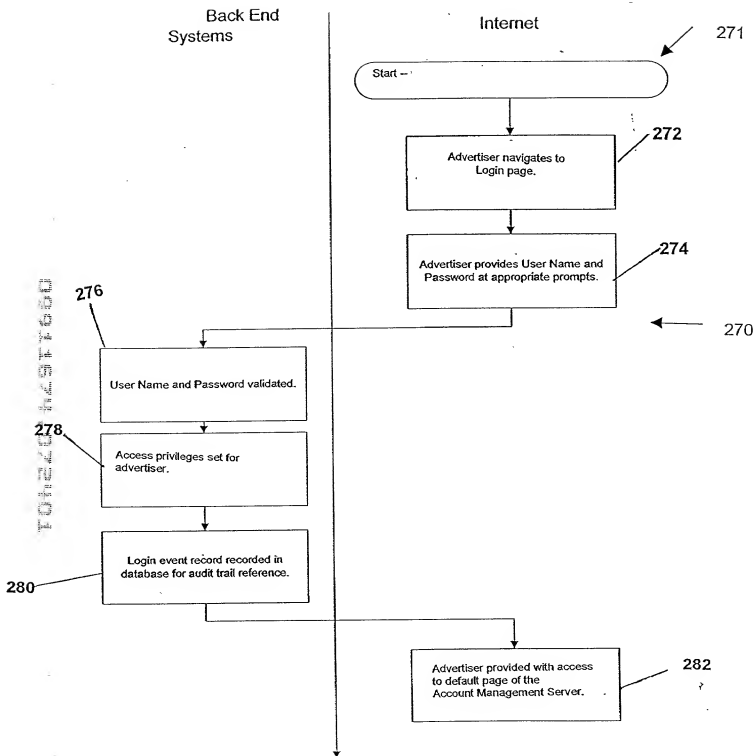 Back End
Systems
Internet
271
Start --
272
Advertiser navigates to
Login page.
274
Advertiser provides User Name and
Password at appropriate prompts.
276
270
User Name and Password validated.
278
Access privileges set for
advertiser.
Login event record recorded in
database for audit trail reference.
280
Advertiser provided with access
to default page of the
Account Management Server.
282